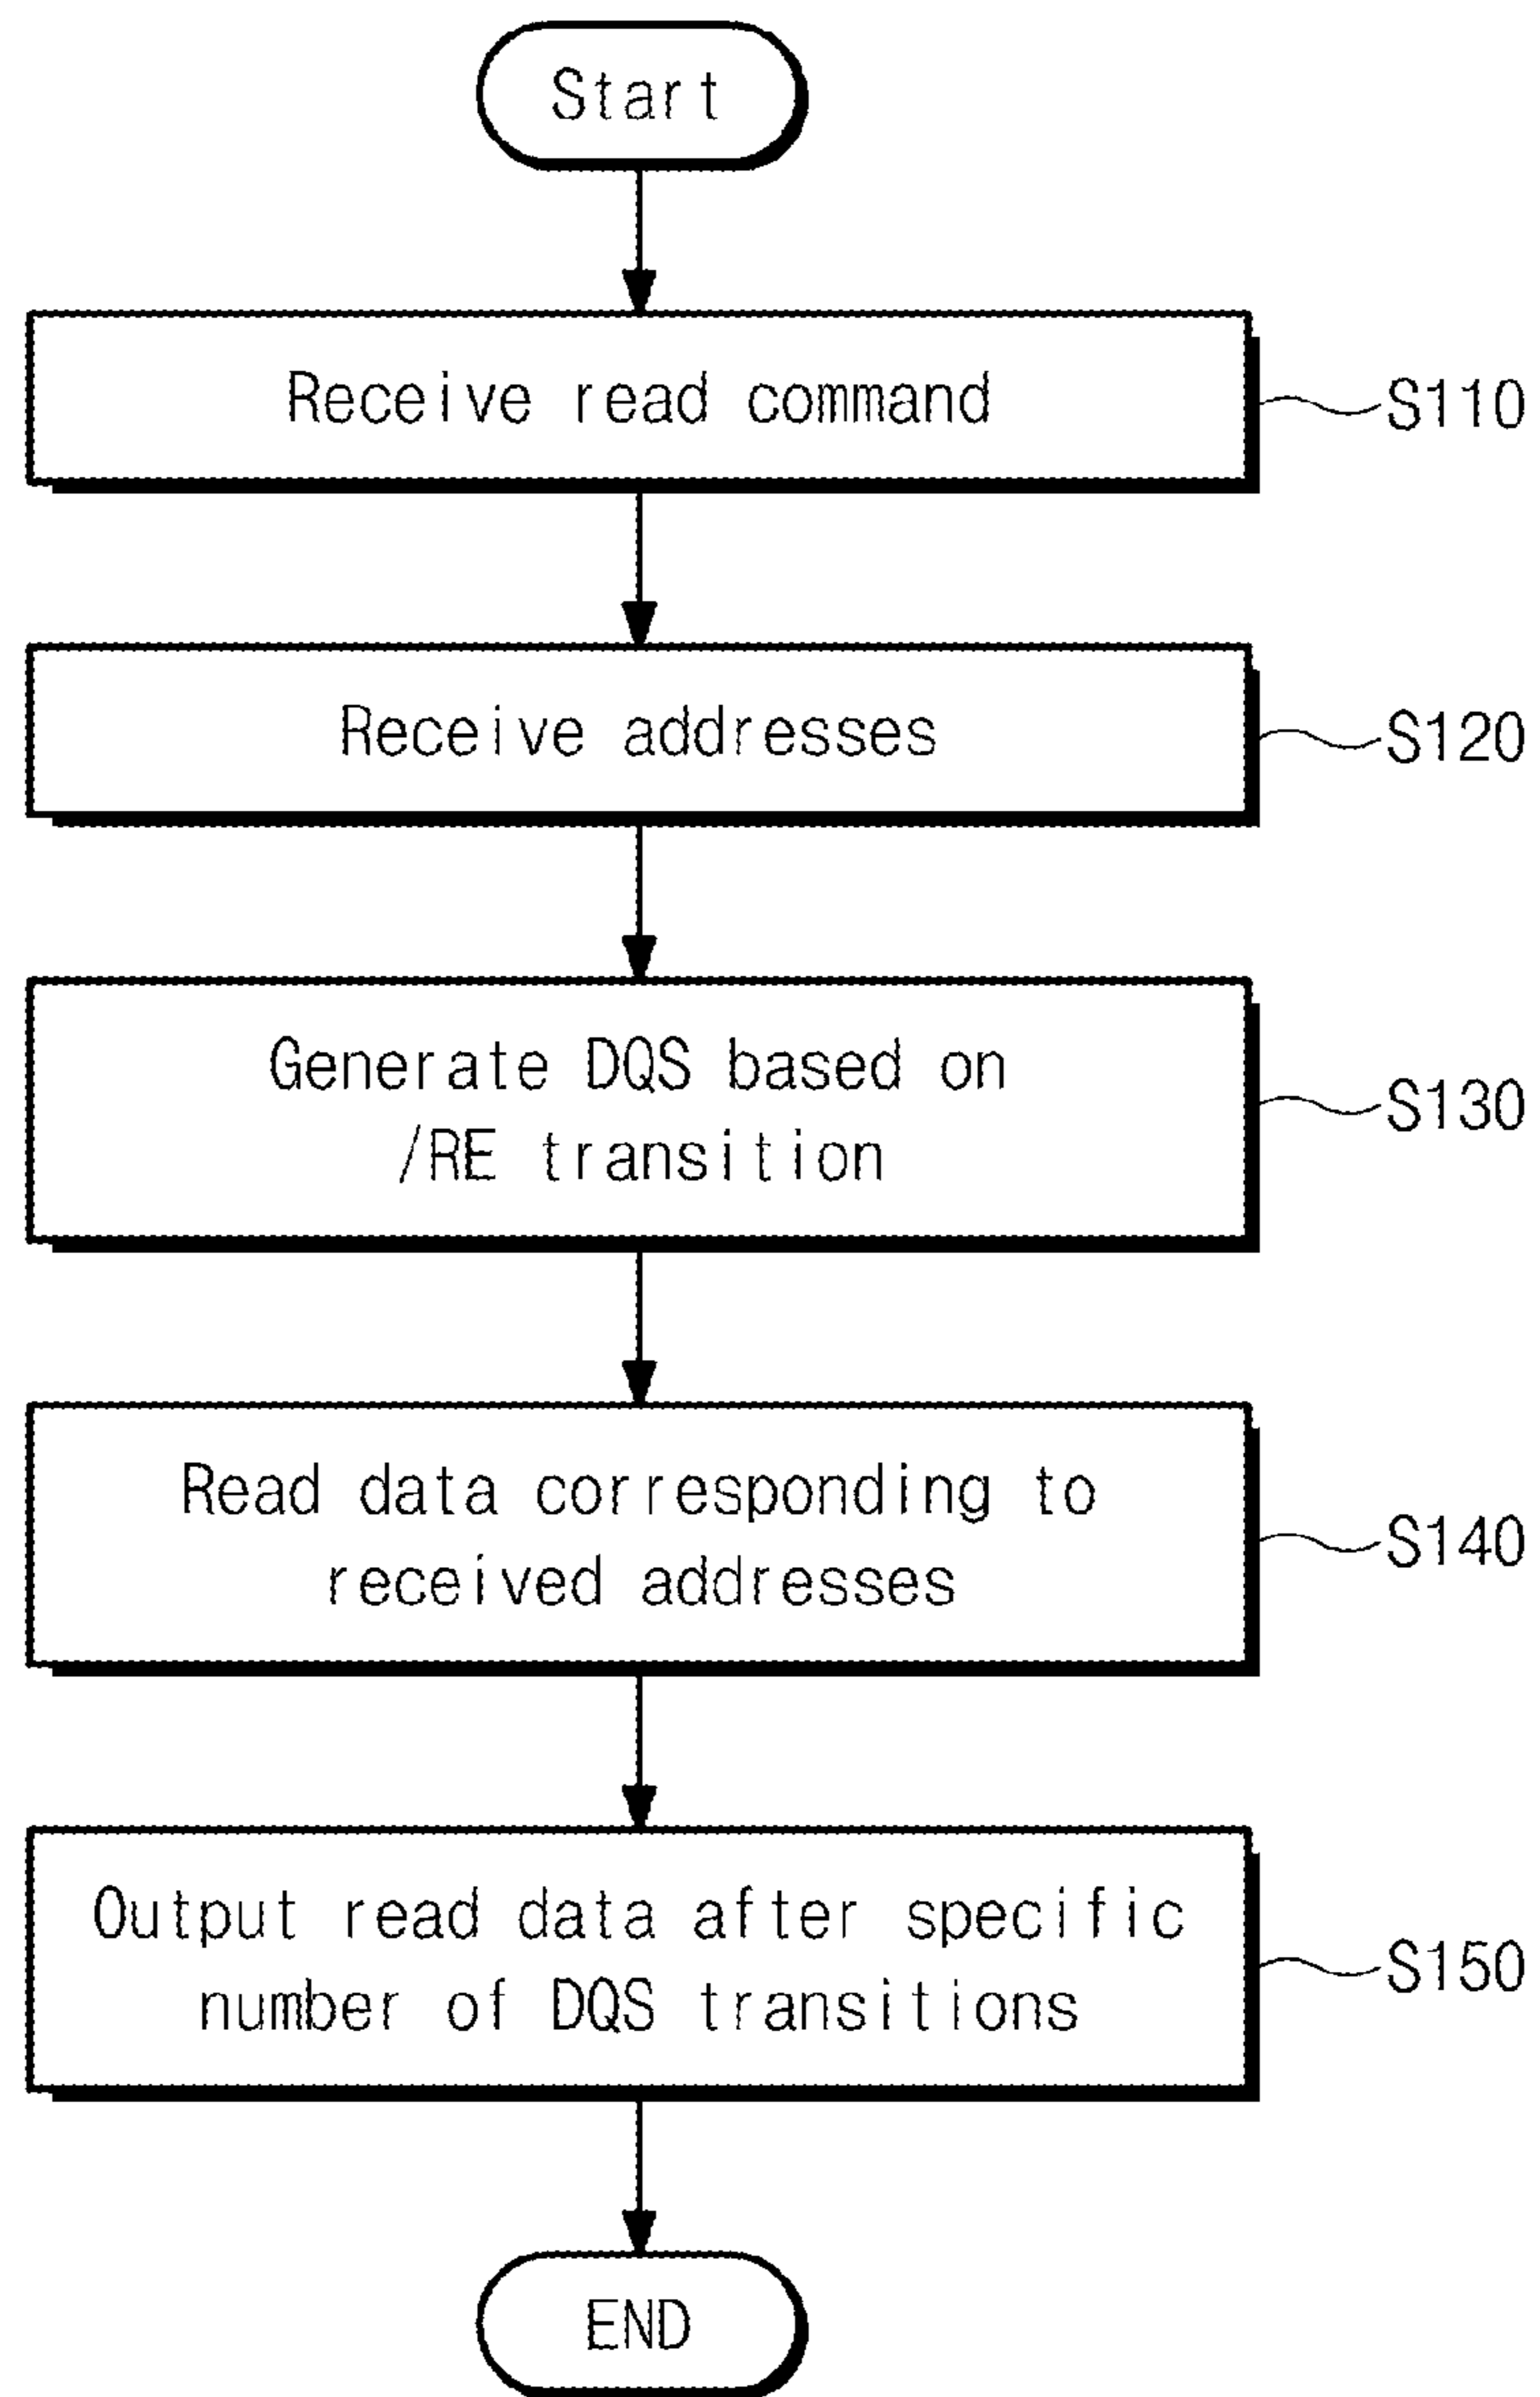 Start
Receive read command
S110
Receive addresses
S120
Generate DQS based on
/RE transition
S130
Read data corresponding to
received addresses
S140
Output read data after specific
number of DQS transitions
S150
END